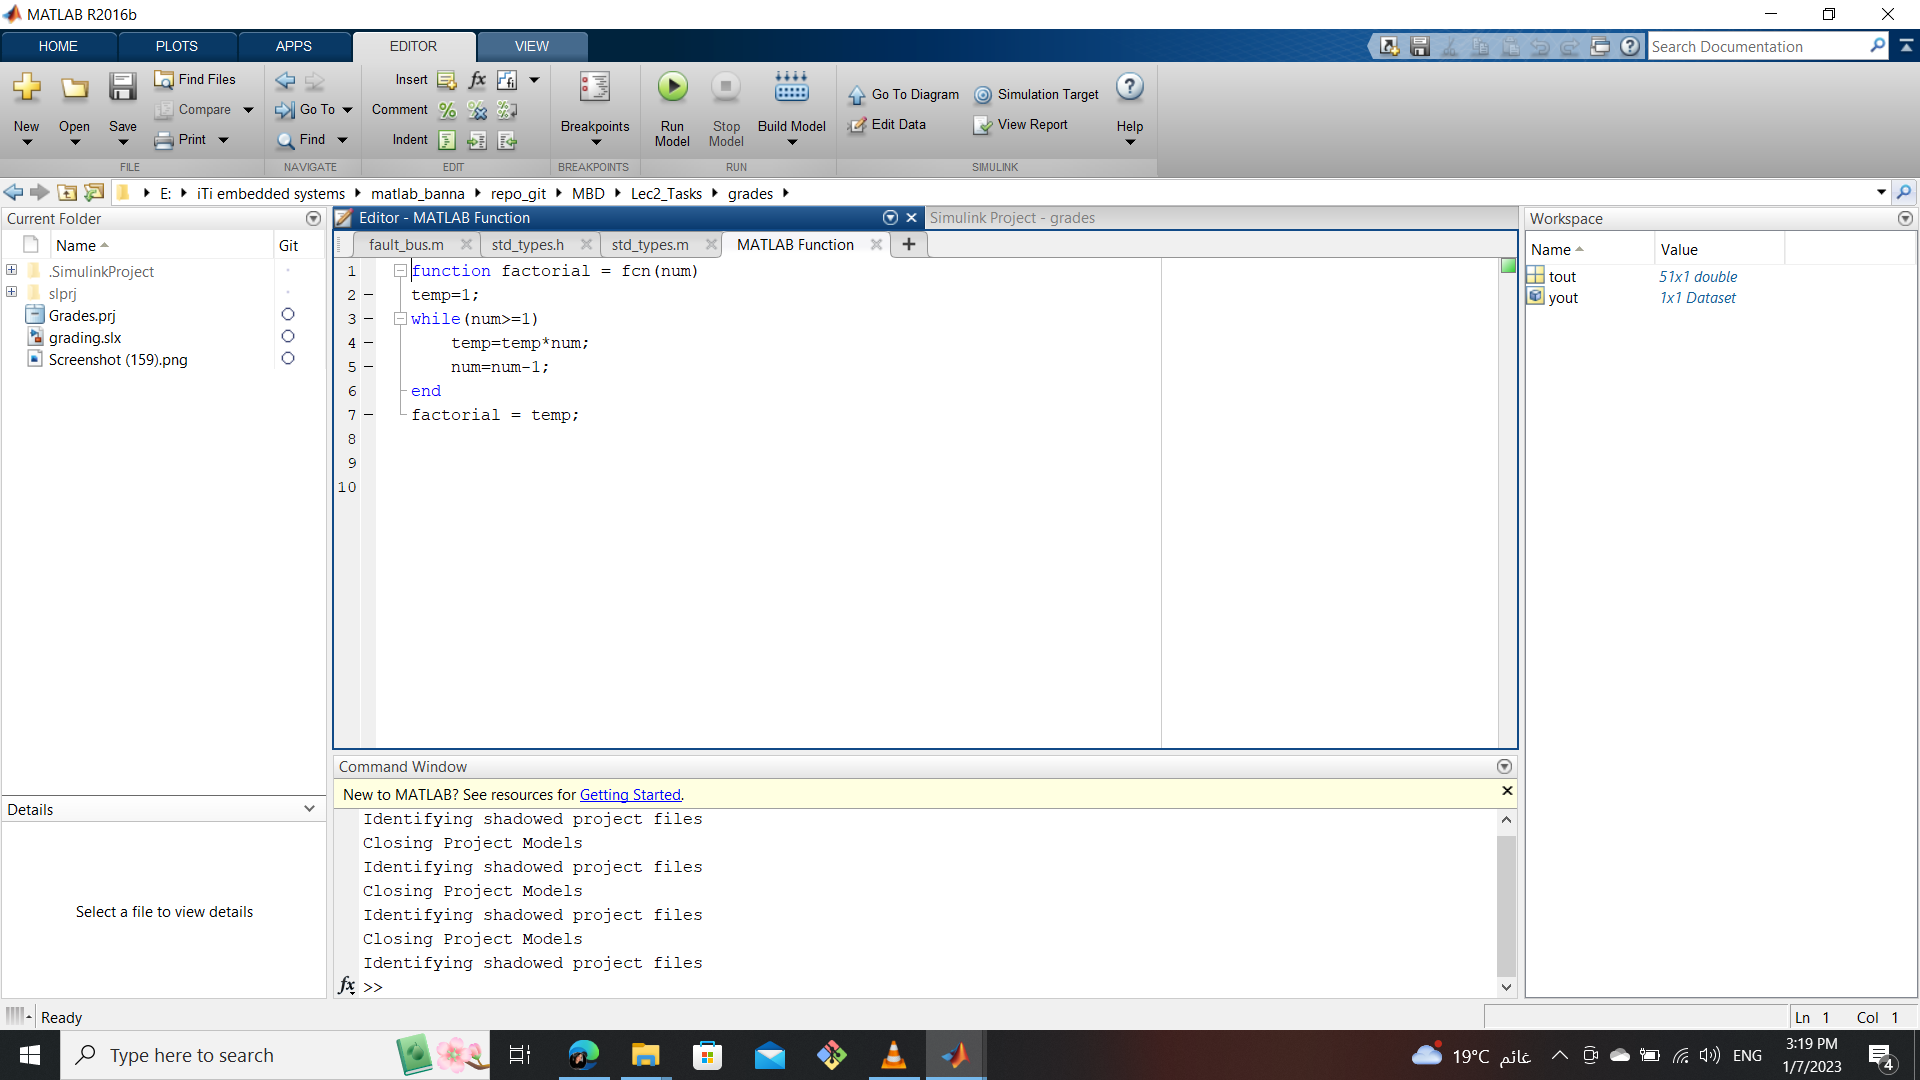 MATLAB R2016b
HOME PLOTS APPS EDITOR VIEW
Search Documentation
New Open Save
Find Files
Compare
Print
FILE
Go To
Find
NAVIGATE
Insert
Comment
Indent
EDIT
Breakpoints
BREAKPOINTS
Run Model
Stop Model
Build Model
RUN
Go To Diagram
Simulation Target
Edit Data
View Report
Help
SIMULINK
E: iTi embedded systems matlab_banna repo_git MBD Lec2_Tasks grades
Current Folder
Name Git
.SimulinkProject
slprj
Grades.prj
grading.slx
Screenshot (159).png
Details
Select a file to view details
Editor - MATLAB Function
Simulink Project - grades
fault_bus.m std_types.h std_types.m MATLAB Function
1 function factorial = fcn(num)
2 temp=1;
3 while(num>=1)
4 temp=temp*num;
5 num=num-1;
6 end
7 factorial = temp;
8
9
10
Command Window
New to MATLAB? See resources for Getting Started.
Identifying shadowed project files
Closing Project Models
Identifying shadowed project files
Closing Project Models
Identifying shadowed project files
Closing Project Models
Identifying shadowed project files
fx >>
Workspace
Name Value
tout 51x1 double
yout 1x1 Dataset
Ready
Ln 1 Col 1
Type here to search
19°C غائم
ENG
3:19 PM
1/7/2023
4